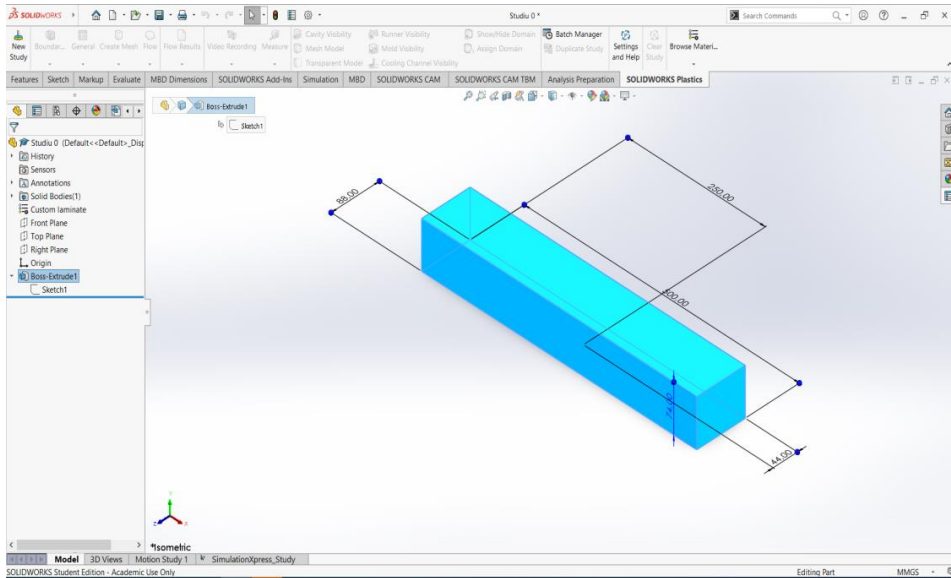 SOLIDWORKS
Studio 0 *
Search Commands
New Study
Boundar...
General
Create Mesh
Flow
Flow Results
Video Recording
Measure
Cavity Visibility
Mesh Model
Transparent Model
Runner Visibility
Mold Visibility
Cooling Channel Visibility
Show/Hide Domain
Assign Domain
Batch Manager
Duplicate Study
Settings and Help
Clear Study
Browse Materi...
Features Sketch Markup Evaluate MBD Dimensions SOLIDWORKS Add-Ins Simulation MBD SOLIDWORKS CAM SOLIDWORKS CAM TBM Analysis Preparation SOLIDWORKS Plastics
Boss-Extrude1
Sketch1
Studiu 0 (Default<<Default>_Disp
History
Sensors
Annotations
Solid Bodies(1)
Custom laminate
Front Plane
Top Plane
Right Plane
Origin
Boss-Extrude1
Sketch1
88.00
250.00
500.00
74.00
44.00
*Isometric
Model 3D Views Motion Study 1 SimulationXpress_Study
SOLIDWORKS Student Edition - Academic Use Only
Editing Part
MMGS